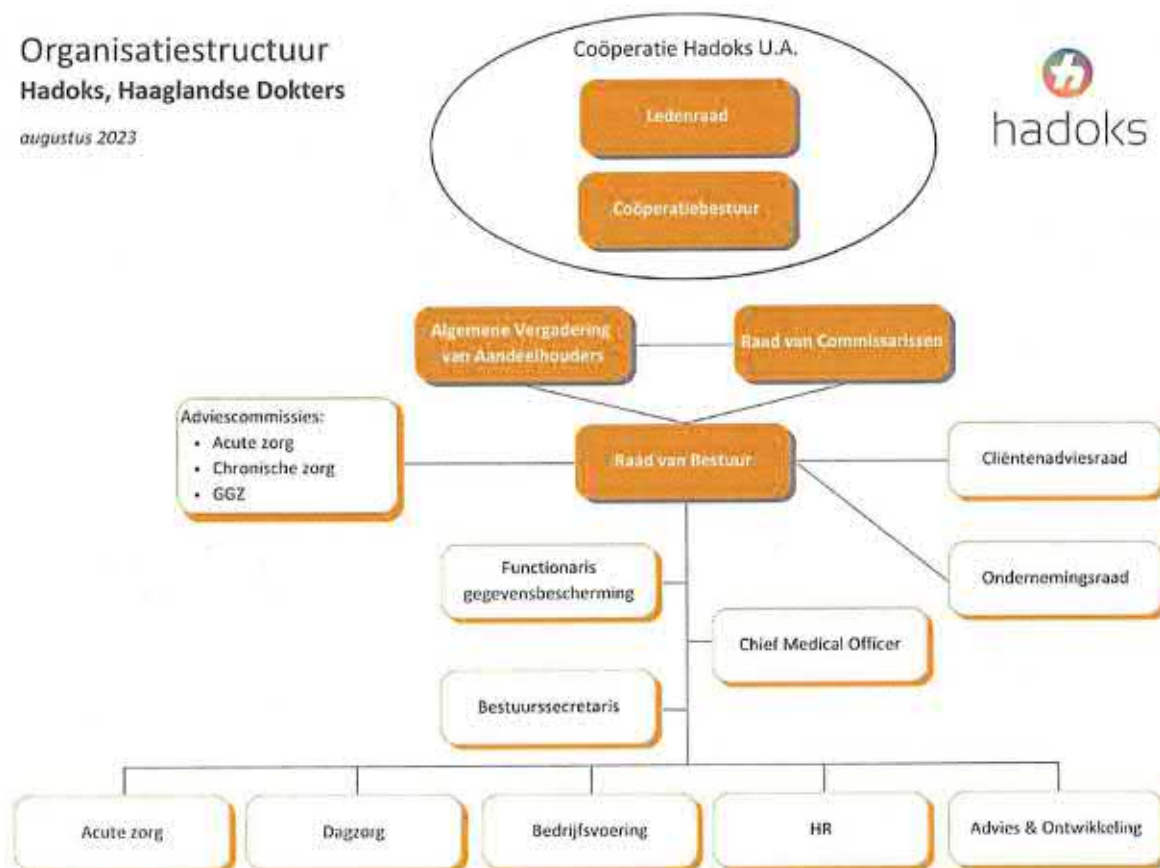 Organisatiestructuur
Hadoks, Haaglandse Dokters
augustus 2023
Coöperatie Hadoks U.A.
Ledenraad
Coöperatiebestuur
hadoks
Algemene Vergadering
van Aandeelhouders
Raad van Commissarissen
Adviescommissies:
• Acute zorg
• Chronische zorg
• GGZ
Raad van Bestuur
Cliëntenadviesraad
Ondernemingsraad
Functionaris
gegevensbescherming
Chief Medical Officer
Bestuurssecretaris
Acute zorg
Dagzorg
Bedrijfsvoering
HR
Advies & Ontwikkeling